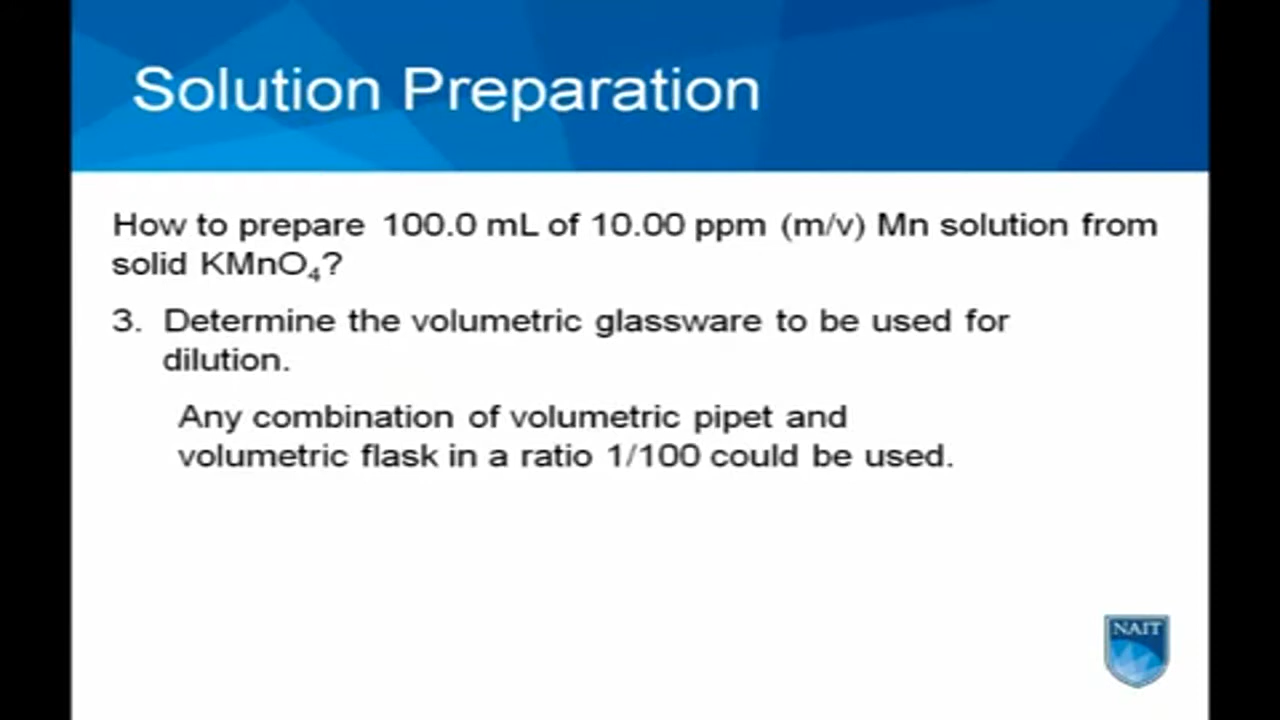 Solution Preparation
How to prepare 100.0 mL of 10.00 ppm (m/v) Mn solution from
solid KMnO₄?
3. Determine the volumetric glassware to be used for
dilution.
Any combination of volumetric pipet and
volumetric flask in a ratio 1/100 could be used.
NAIT